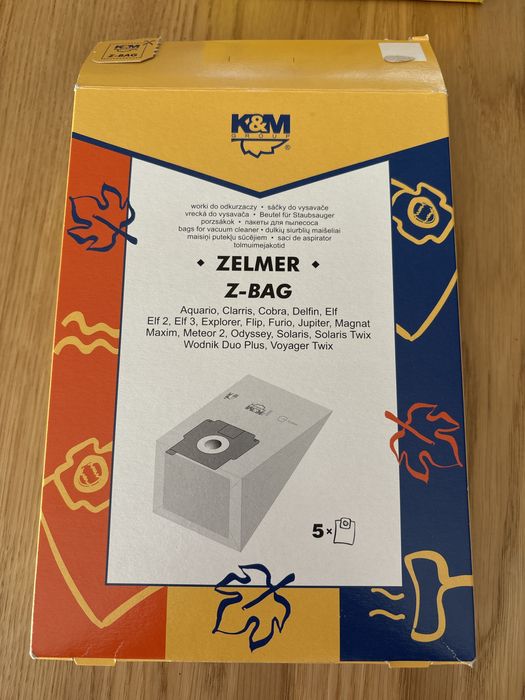 K&M
Z-BAG
K&M
GROUP
®
worki do odkurzaczy • sáčky do vysavače
vrecká do vysavača • Beutel für Staubsauger
porzsákok • пакеты для пылесоса
bags for vacuum cleaner • dulkių siurblių maišeliai
maisiņi putekļu sūcējiem • saci de aspirator
tolmuimejakotid
• ZELMER •
Z-BAG
Aquario, Clarris, Cobra, Delfin, Elf
Elf 2, Elf 3, Explorer, Flip, Furio, Jupiter, Magnat
Maxim, Meteor 2, Odyssey, Solaris, Solaris Twix
Wodnik Duo Plus, Voyager Twix
K&M
5×